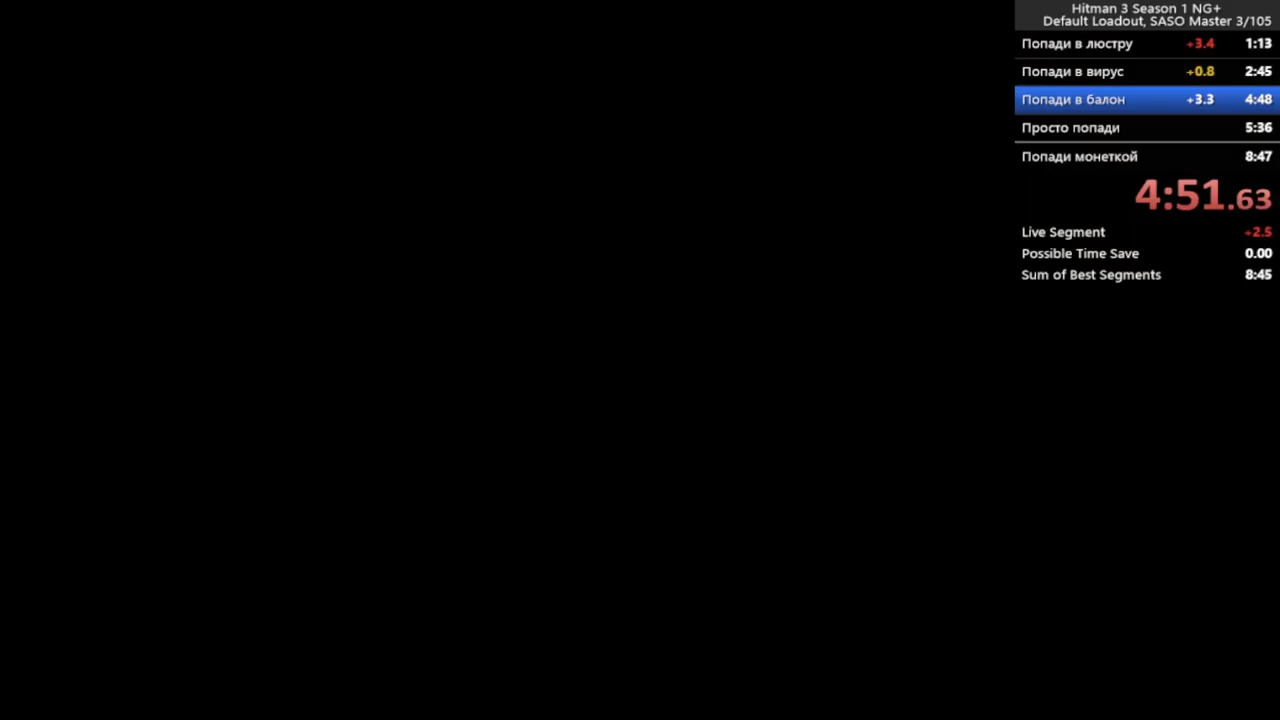 Hitman 3 Season 1 NG+
Default Loadout, SASO Master 3/105
Попади в люстру +3.4 1:13
Попади в вирус +0.8 2:45
Попади в балон +3.3 4:48
Просто попади 5:36
Попади монеткой 8:47
4:51.63
Live Segment +2.5
Possible Time Save 0.00
Sum of Best Segments 8:45